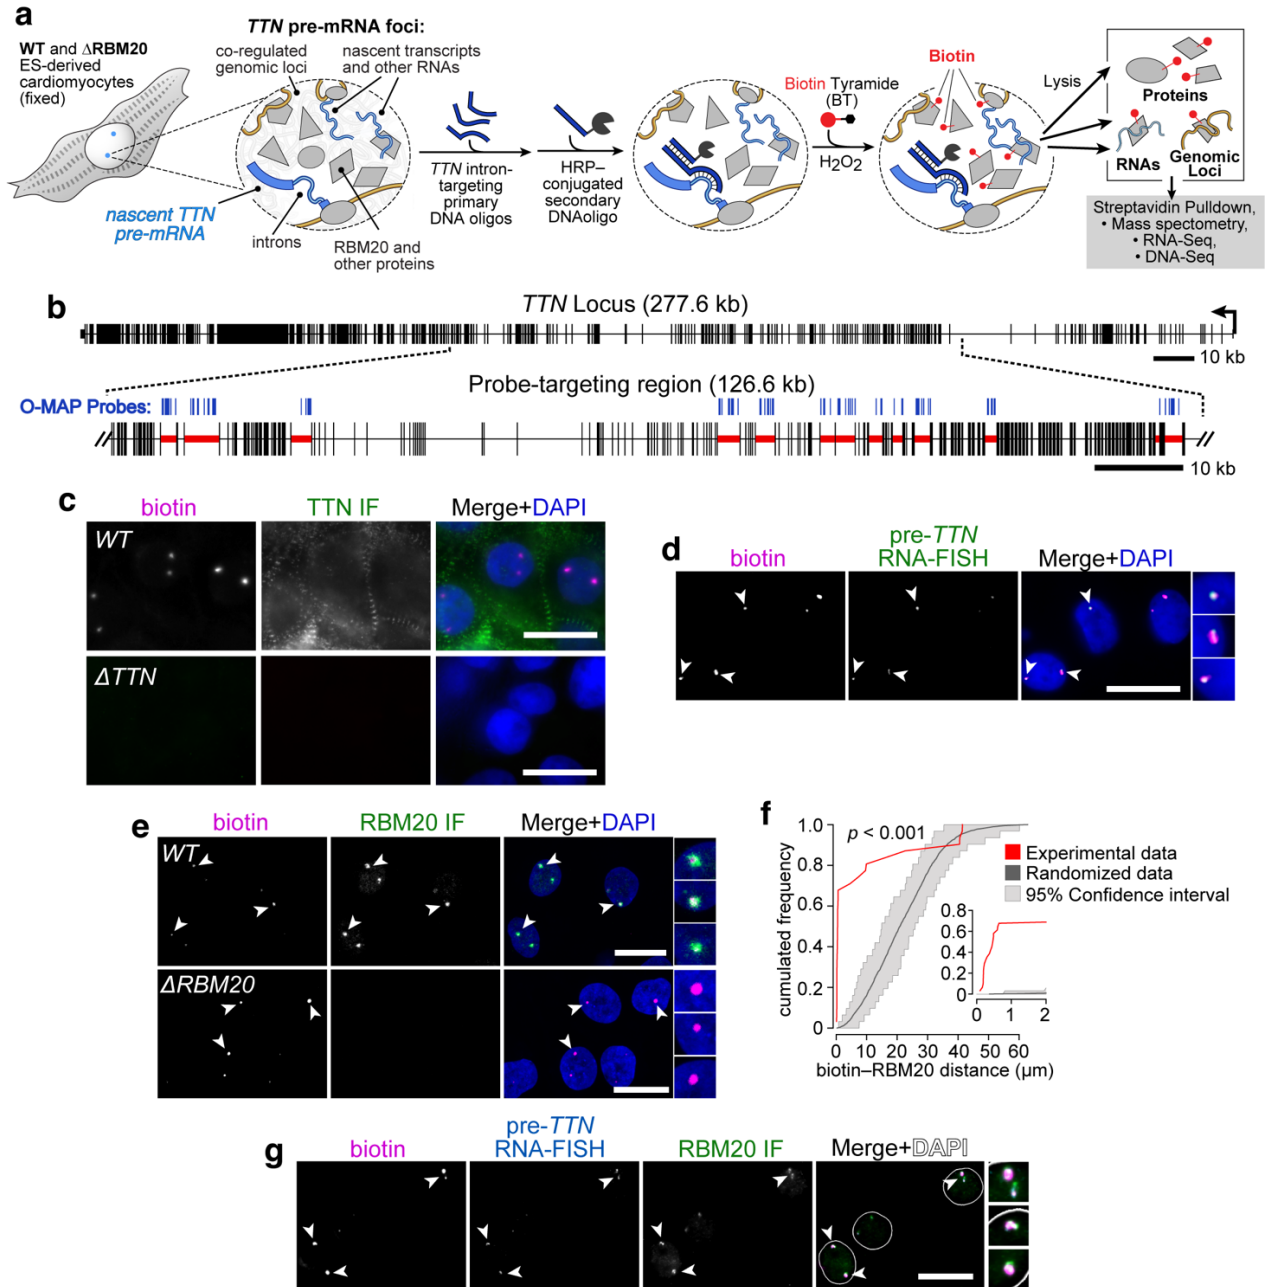 a
WT and ΔRBM20
ES-derived
cardiomyocytes
(fixed)
TTN pre-mRNA foci:
co-regulated
genomic loci
nascent transcripts
and other RNAs
nascent TTN
pre-mRNA
introns
RBM20 and
other proteins
TTN intron-
targeting
primary
DNA oligos
HRP–
conjugated
secondary
DNAoligo
Biotin Tyramide
(BT)
H2O2
Biotin
Lysis
Proteins
RNAs
Genomic
Loci
Streptavidin Pulldown,
• Mass spectometry,
• RNA-Seq,
• DNA-Seq
b
TTN Locus (277.6 kb)
10 kb
Probe-targeting region (126.6 kb)
O-MAP Probes:
10 kb
c
biotin
TTN IF
Merge+DAPI
WT
ΔTTN
d
biotin
pre-TTN
RNA-FISH
Merge+DAPI
e
biotin
RBM20 IF
Merge+DAPI
WT
ΔRBM20
f
p < 0.001
Experimental data
Randomized data
95% Confidence interval
cumulated frequency
1.0
0.8
0.6
0.4
0.2
0
0 10 20 30 40 50 60
biotin–RBM20 distance (μm)
0.8
0.6
0.4
0.2
0
0 1 2
g
biotin
pre-TTN
RNA-FISH
RBM20 IF
Merge+DAPI